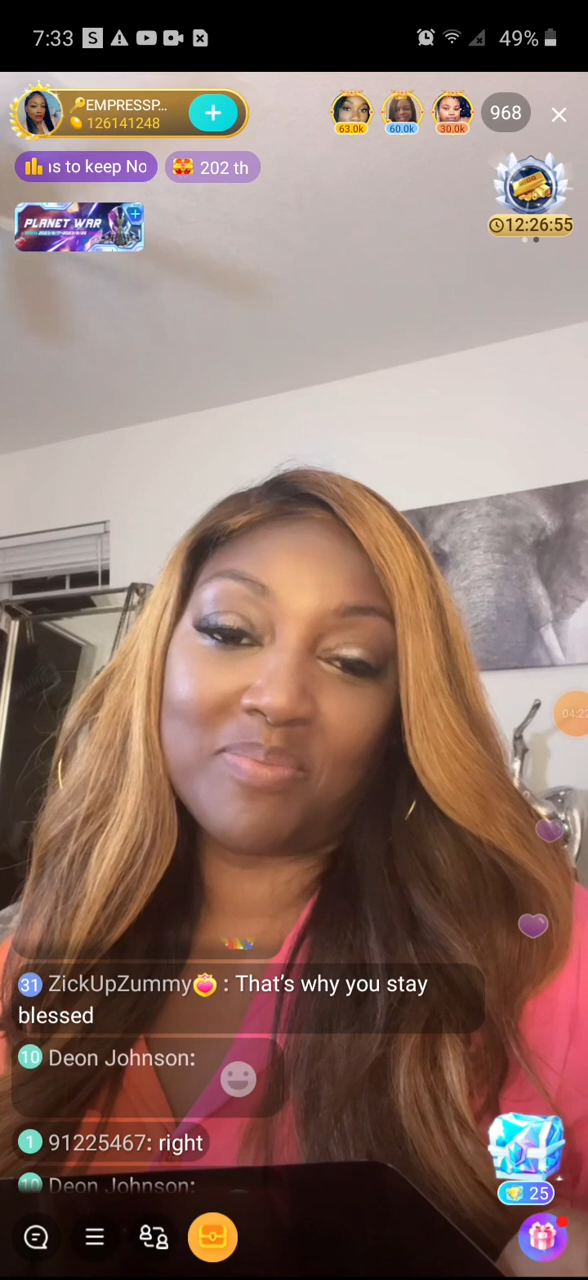 7:33 S 49%
EMPRESSP...
126141248
63.0k 60.0k 30.0k 968
ıs to keep No 202 th
PLANET WAR
12:26:55
04:22
31 ZickUpZummy : That's why you stay
blessed
10 Deon Johnson:
1 91225467: right
10 Deon Johnson:
25